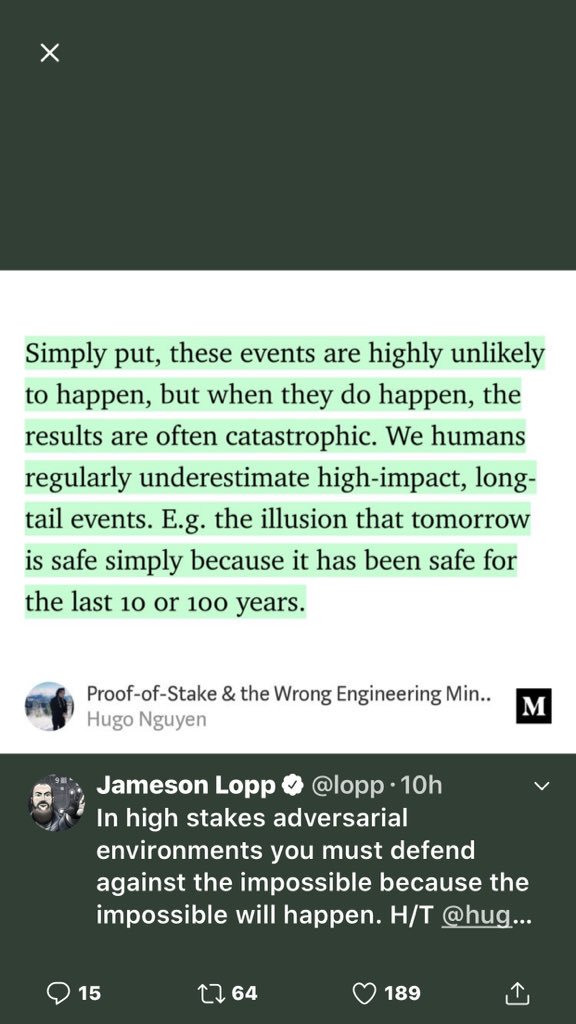 Simply put, these events are highly unlikely
to happen, but when they do happen, the
results are often catastrophic. We humans
regularly underestimate high-impact, long-
tail events. E.g. the illusion that tomorrow
is safe simply because it has been safe for
the last 10 or 100 years.
Proof-of-Stake & the Wrong Engineering Min..
Hugo Nguyen
M
Jameson Lopp @lopp · 10h
In high stakes adversarial
environments you must defend
against the impossible because the
impossible will happen. H/T @hug...
15 64 189